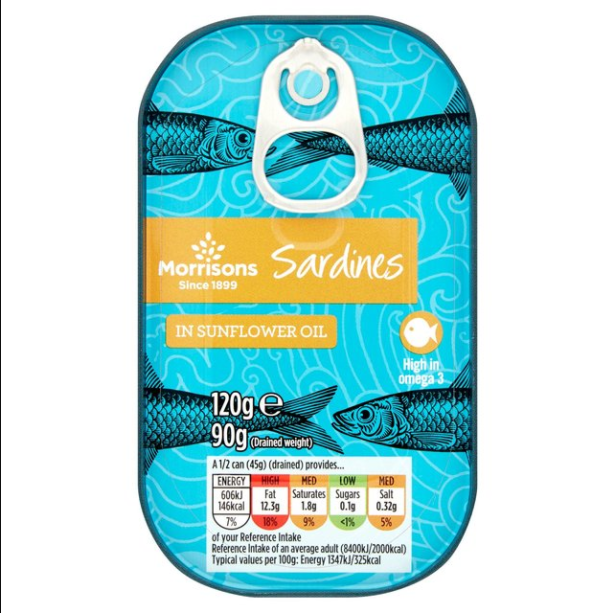 Morrisons
Since 1899
Sardines
IN SUNFLOWER OIL
High in
omega 3
120g e
90g (Drained weight)
A 1/2 can (45g) (drained) provides...
ENERGY HIGH MED LOW MED
606kJ Fat Saturates Sugars Salt
146kcal 12.3g 1.8g 0.1g 0.32g
7% 18% 9% <1% 5%
of your Reference Intake
Reference Intake of an average adult (8400kJ/2000kcal)
Typical values per 100g: Energy 1347kJ/325kcal